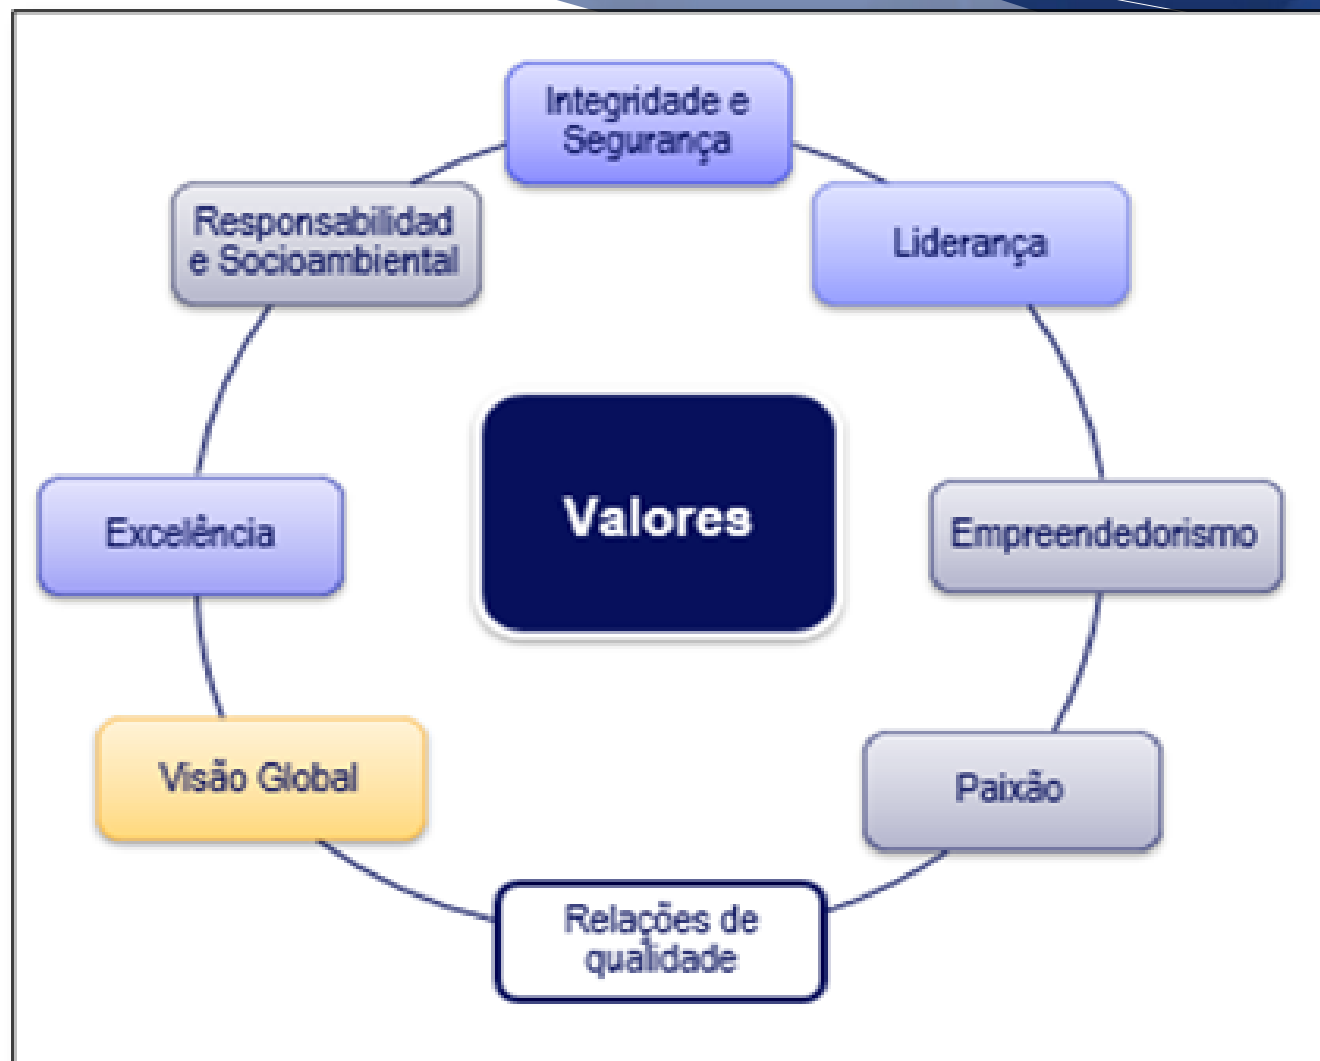 Integridade e
Segurança
Liderança
Responsabilidad
e Socioambiental
Valores
Excelência
Empreendedorismo
Visão Global
Paixão
Relações de
qualidade